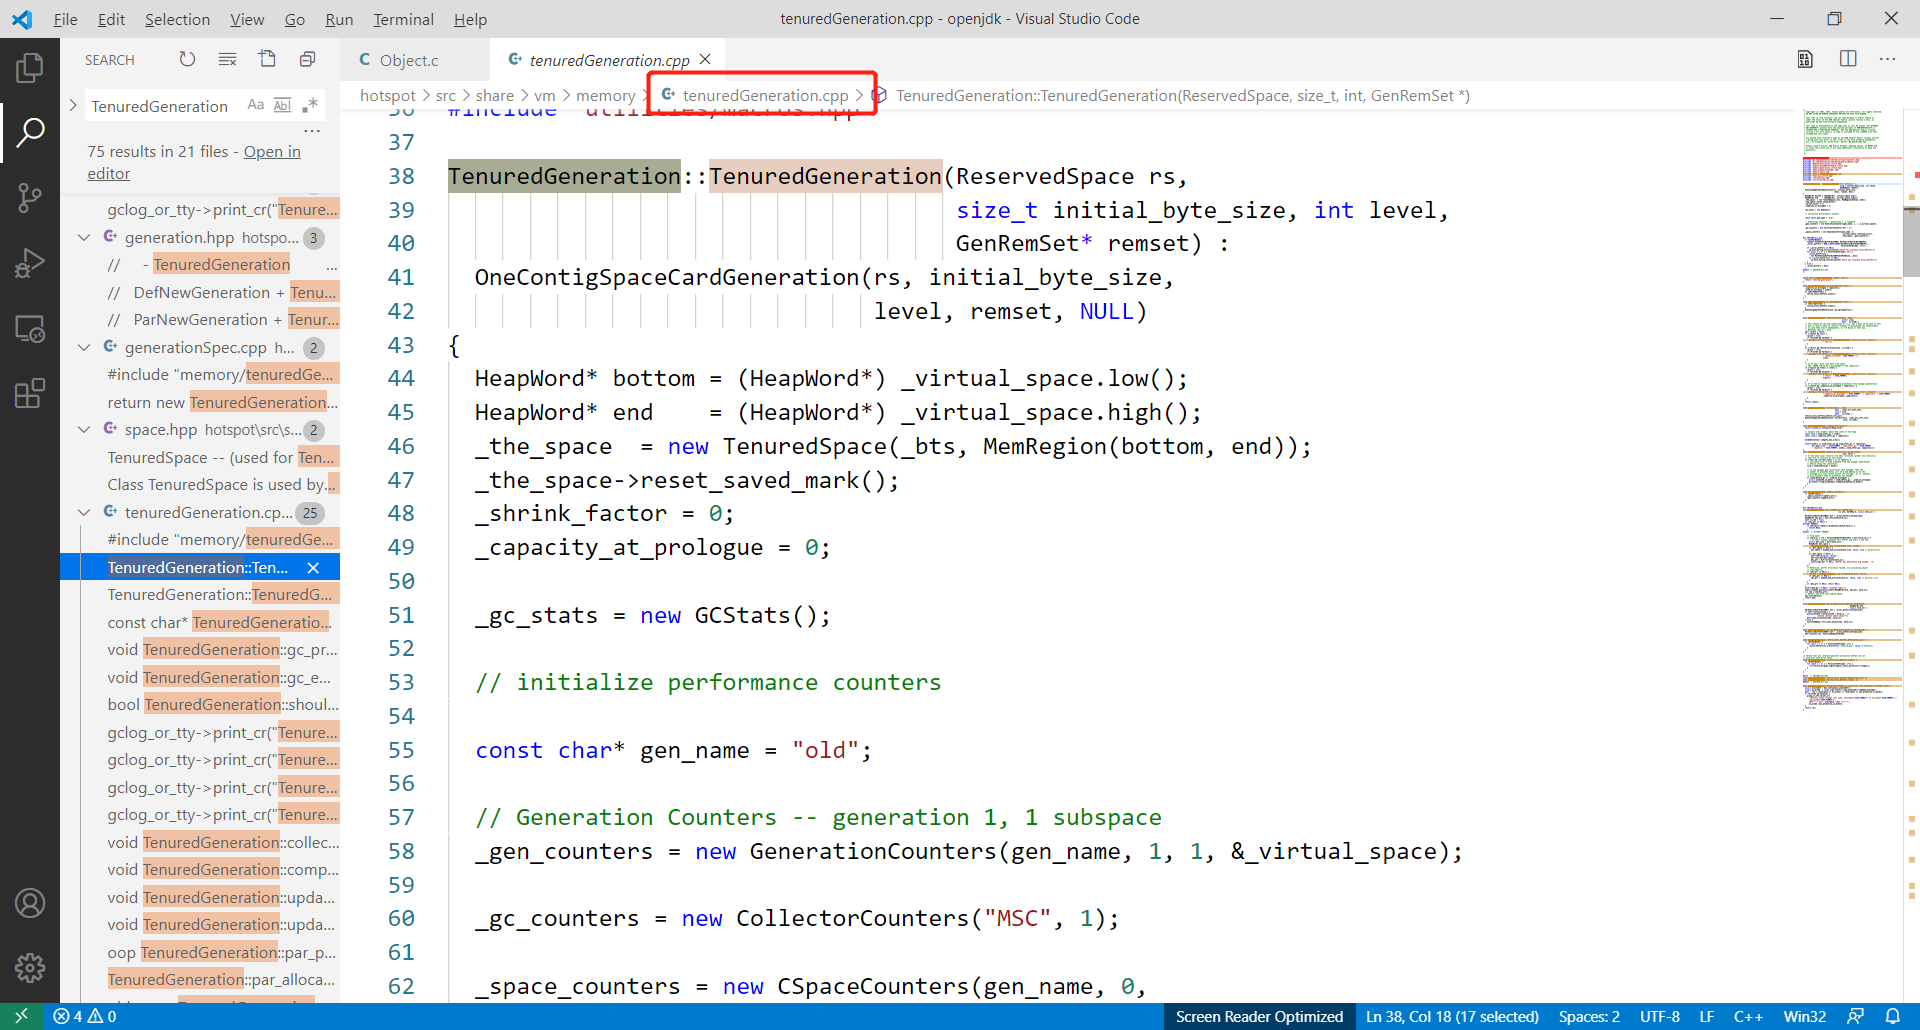 File Edit Selection View Go Run Terminal Help
tenuredGeneration.cpp - openjdk - Visual Studio Code
SEARCH
TenuredGeneration Aa Abl .*
75 results in 21 files - Open in
editor
gclog_or_tty->print_cr("Tenure...
generation.hpp hotspo... 3
// - TenuredGeneration ...
// DefNewGeneration + Tenu...
// ParNewGeneration + Tenur...
generationSpec.cpp h... 2
#include "memory/tenuredGe...
return new TenuredGeneration...
space.hpp hotspot\src\s... 2
TenuredSpace -- (used for Ten...
Class TenuredSpace is used by...
tenuredGeneration.cp... 25
#include "memory/tenuredGe...
TenuredGeneration::Ten...
TenuredGeneration::TenuredG...
const char* TenuredGeneratio...
void TenuredGeneration::gc_pr...
void TenuredGeneration::gc_e...
bool TenuredGeneration::shoul...
gclog_or_tty->print_cr("Tenure...
gclog_or_tty->print_cr("Tenure...
gclog_or_tty->print_cr("Tenure...
gclog_or_tty->print_cr("Tenure...
void TenuredGeneration::collec...
void TenuredGeneration::comp...
void TenuredGeneration::upda...
void TenuredGeneration::upda...
oop TenuredGeneration::par_p...
TenuredGeneration::par_alloca...
C Object.c
tenuredGeneration.cpp
hotspot > src > share > vm > memory > tenuredGeneration.cpp > TenuredGeneration::TenuredGeneration(ReservedSpace, size_t, int, GenRemSet *)
36 #include "utilities/macros.hpp"
37
38 TenuredGeneration::TenuredGeneration(ReservedSpace rs,
39 size_t initial_byte_size, int level,
40 GenRemSet* remset) :
41 OneContigSpaceCardGeneration(rs, initial_byte_size,
42 level, remset, NULL)
43 {
44 HeapWord* bottom = (HeapWord*) _virtual_space.low();
45 HeapWord* end = (HeapWord*) _virtual_space.high();
46 _the_space = new TenuredSpace(_bts, MemRegion(bottom, end));
47 _the_space->reset_saved_mark();
48 _shrink_factor = 0;
49 _capacity_at_prologue = 0;
50
51 _gc_stats = new GCStats();
52
53 // initialize performance counters
54
55 const char* gen_name = "old";
56
57 // Generation Counters -- generation 1, 1 subspace
58 _gen_counters = new GenerationCounters(gen_name, 1, 1, &_virtual_space);
59
60 _gc_counters = new CollectorCounters("MSC", 1);
61
62 _space_counters = new CSpaceCounters(gen_name, 0,
4 0
Screen Reader Optimized Ln 38, Col 18 (17 selected) Spaces: 2 UTF-8 LF C++ Win32